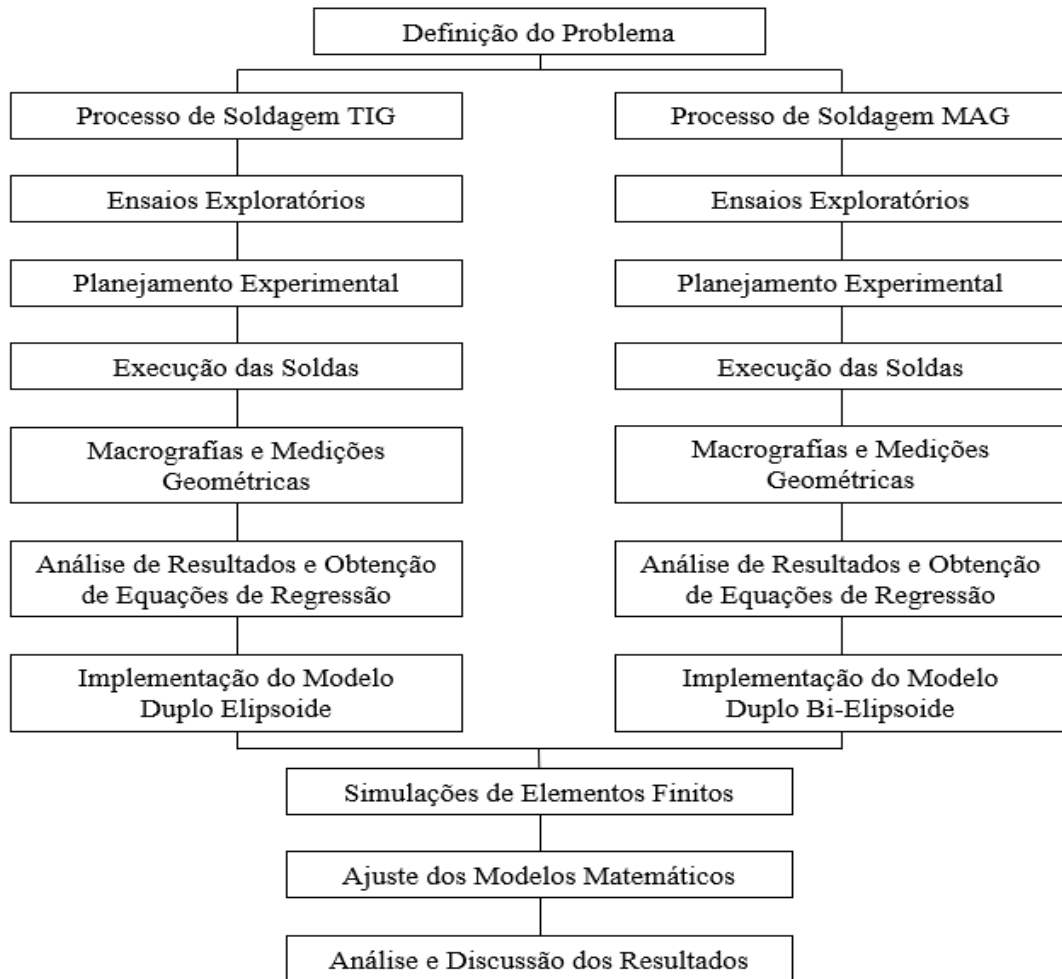 Definição do Problema
Processo de Soldagem TIG
Ensaios Exploratórios
Planejamento Experimental
Execução das Soldas
Macrografías e Medições
Geométricas
Análise de Resultados e Obtenção
de Equações de Regressão
Implementação do Modelo
Duplo Elipsoide
Processo de Soldagem MAG
Ensaios Exploratórios
Planejamento Experimental
Execução das Soldas
Macrografías e Medições
Geométricas
Análise de Resultados e Obtenção
de Equações de Regressão
Implementação do Modelo
Duplo Bi-Elipsoide
Simulações de Elementos Finitos
Ajuste dos Modelos Matemáticos
Análise e Discussão dos Resultados